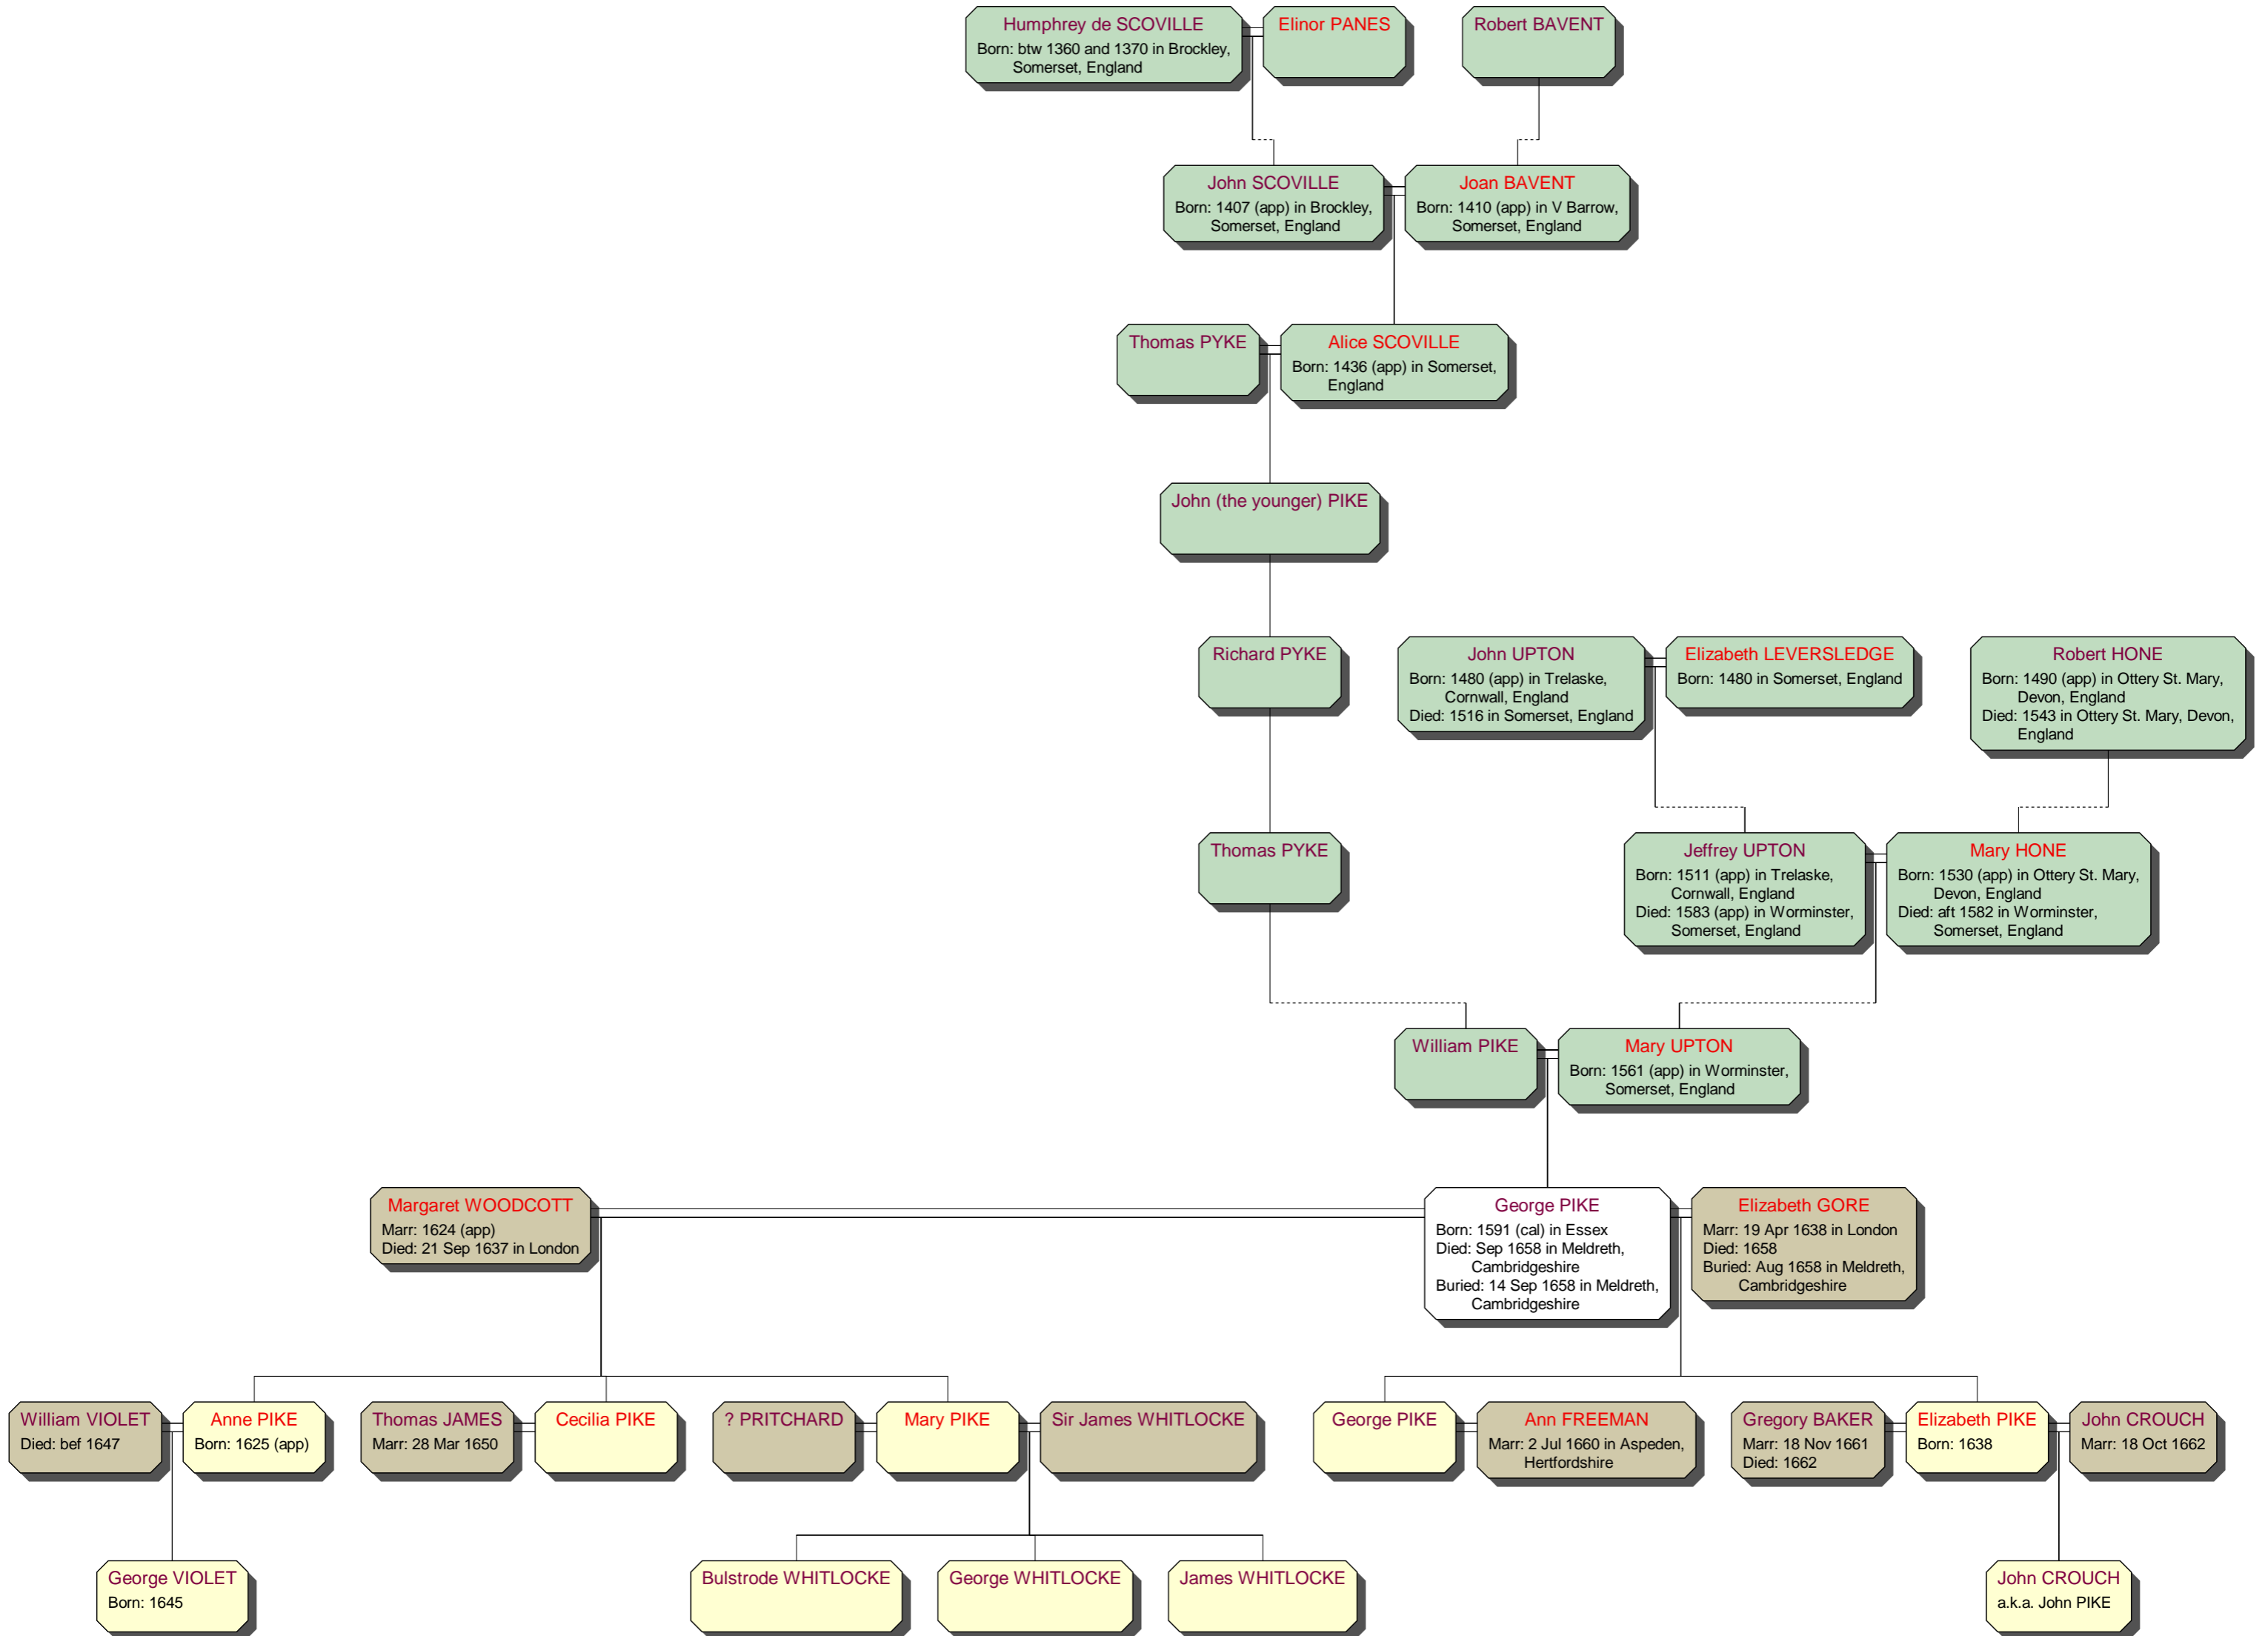 Humphrey de SCOVILLE
Born: btw 1360 and 1370 in Brockley,
Somerset, England
Elinor PANES
Robert BAVENT
John SCOVILLE
Born: 1407 (app) in Brockley,
Somerset, England
Joan BAVENT
Born: 1410 (app) in V Barrow,
Somerset, England
Thomas PYKE
Alice SCOVILLE
Born: 1436 (app) in Somerset,
England
John (the younger) PIKE
Richard PYKE
John UPTON
Born: 1480 (app) in Trelaske,
Cornwall, England
Died: 1516 in Somerset, England
Elizabeth LEVERSLEDGE
Born: 1480 in Somerset, England
Robert HONE
Born: 1490 (app) in Ottery St. Mary,
Devon, England
Died: 1543 in Ottery St. Mary, Devon,
England
Thomas PYKE
Jeffrey UPTON
Born: 1511 (app) in Trelaske,
Cornwall, England
Died: 1583 (app) in Worminster,
Somerset, England
Mary HONE
Born: 1530 (app) in Ottery St. Mary,
Devon, England
Died: aft 1582 in Worminster,
Somerset, England
William PIKE
Mary UPTON
Born: 1561 (app) in Worminster,
Somerset, England
Margaret WOODCOTT
Marr: 1624 (app)
Died: 21 Sep 1637 in London
George PIKE
Born: 1591 (cal) in Essex
Died: Sep 1658 in Meldreth,
Cambridgeshire
Buried: 14 Sep 1658 in Meldreth,
Cambridgeshire
Elizabeth GORE
Marr: 19 Apr 1638 in London
Died: 1658
Buried: Aug 1658 in Meldreth,
Cambridgeshire
William VIOLET
Died: bef 1647
Anne PIKE
Born: 1625 (app)
Thomas JAMES
Marr: 28 Mar 1650
Cecilia PIKE
? PRITCHARD
Mary PIKE
Sir James WHITLOCKE
George PIKE
Ann FREEMAN
Marr: 2 Jul 1660 in Aspeden,
Hertfordshire
Gregory BAKER
Marr: 18 Nov 1661
Died: 1662
Elizabeth PIKE
Born: 1638
John CROUCH
Marr: 18 Oct 1662
George VIOLET
Born: 1645
Bulstrode WHITLOCKE
George WHITLOCKE
James WHITLOCKE
John CROUCH
a.k.a. John PIKE